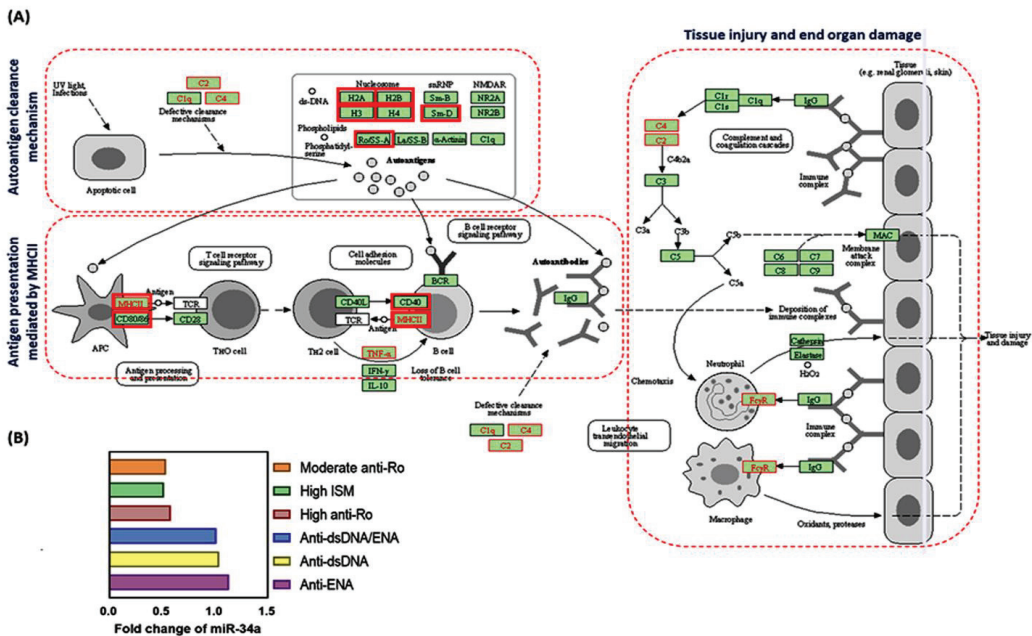 (A)
Tissue injury and end organ damage
Autoantigen clearance
mechanism
UV light,
Infections
C2
C1q
C4
Defective clearance
mechanisms
Apoptotic cell
ds-DNA
Nucleosome
snRNP
NMDAR
H2A
H2B
Sm-B
NR2A
H3
H4
Sm-D
NR2B
Phospholipids
Phosphatidyl-
serine
Ro/SS-A
La/SS-B
α-Actinin
C1q
Autoantigens
Antigen presentation
mediated by MHCII
T cell receptor
signaling pathway
Cell adhesion
molecules
B cell receptor
signaling pathway
BCR
Autoantibodies
Antigen
MHCII
TCR
CD80/86
CD28
APC
TH0 cell
CD40L
CD40
TCR
MHCII
Antigen
TH2 cell
B cell
IgG
TNF-α
IFN-γ
IL-10
Loss of B cell
tolerance
Antigen processing
and presentation
Defective clearance
mechanisms
C1q
C4
C2
Tissue
(e.g. renal glomeruli, skin)
C1r
C1s
C1q
IgG
C4
C2
Complement and
coagulation cascades
C4b2a
C3
Immune
complex
C3a
C3b
C5
C5b
C5a
MAC
C6
C7
C8
C9
Membrane
attack
complex
Deposition of
immune complexes
Cathepsin
Elastase
H2O2
Tissue injury
and damage
Neutrophil
Chemotaxis
FcγR
IgG
Immune
complex
Leukocyte
transendothelial
migration
FcγR
IgG
Macrophage
Oxidants, proteases
(B)
Moderate anti-Ro
High ISM
High anti-Ro
Anti-dsDNA/ENA
Anti-dsDNA
Anti-ENA
0.0
0.5
1.0
1.5
Fold change of miR-34a